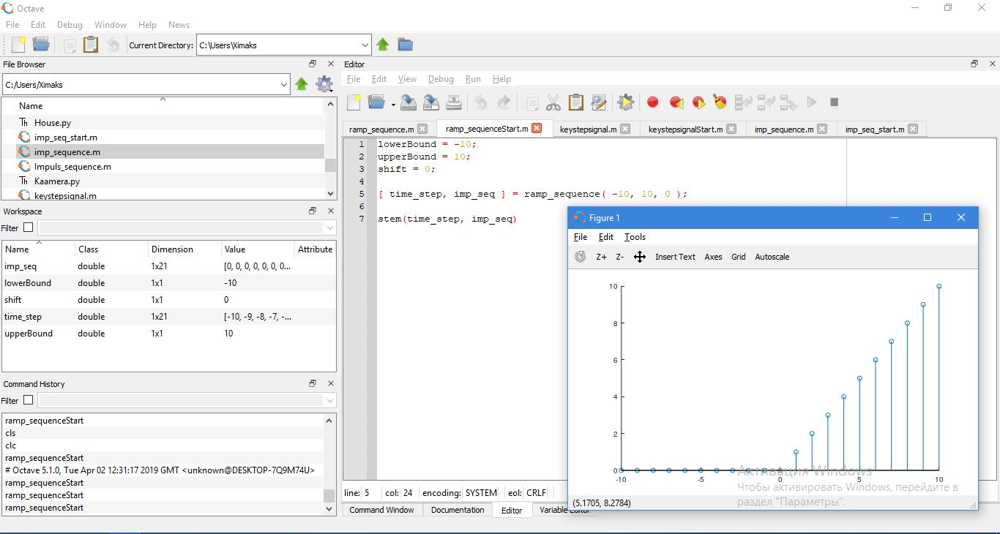 Octave
File Edit Debug Window Help News
Current Directory: C:\Users\Ximaks
File Browser
C:/Users/Ximaks
Name
House.py
imp_seq_start.m
imp_sequence.m
Impuls_sequence.m
Kaamera.py
keystepsignal.m
Workspace
Filter
Name Class Dimension Value Attribute
imp_seq double 1x21 [0, 0, 0, 0, 0, 0, 0...
lowerBound double 1x1 -10
shift double 1x1 0
time_step double 1x21 [-10, -9, -8, -7, -...
upperBound double 1x1 10
Command History
Filter
ramp_sequenceStart
cls
clc
ramp_sequenceStart
# Octave 5.1.0, Tue Apr 02 12:31:17 2019 GMT <unknown@DESKTOP-7Q9M74U>
ramp_sequenceStart
ramp_sequenceStart
ramp_sequenceStart
Editor
File Edit View Debug Run Help
ramp_sequence.m ramp_sequenceStart.m keystepsignal.m keystepsignalStart.m imp_sequence.m imp_seq_start.m
1 lowerBound = -10;
2 upperBound = 10;
3 shift = 0;
4
5 [ time_step, imp_seq ] = ramp_sequence( -10, 10, 0 );
6
7 stem(time_step, imp_seq)
line: 5 col: 24 encoding: SYSTEM eol: CRLF
Command Window Documentation Editor Variable Editor
Figure 1
File Edit Tools
Z+ Z- Insert Text Axes Grid Autoscale
10
8
6
4
2
0
-10 -5 0 5 10
(5.1705, 8.2784)
Активация Windows
Чтобы активировать Windows, перейдите в
раздел "Параметры".